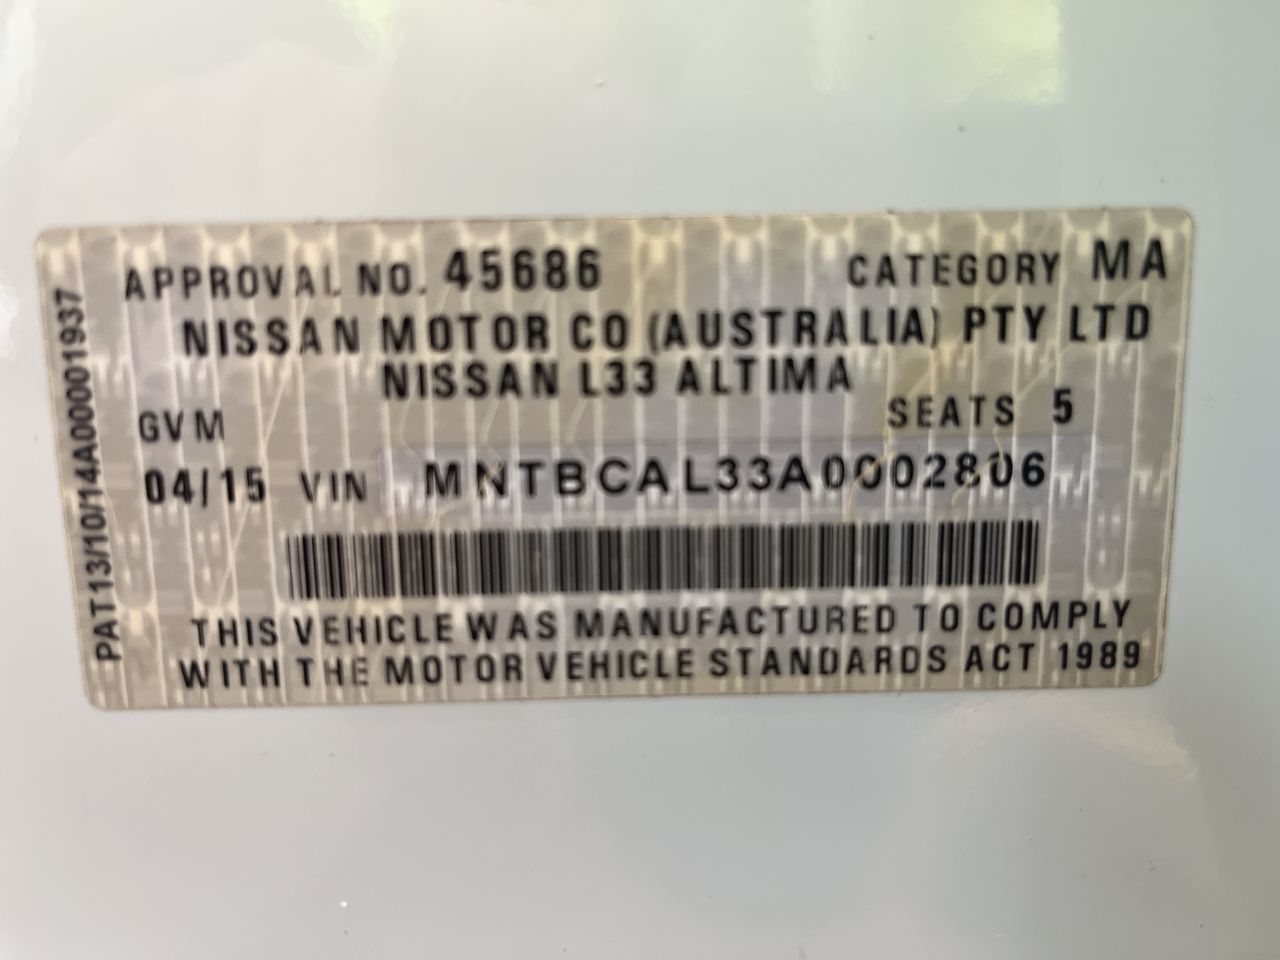 APPROVAL NO. 45686 CATEGORY MA
NISSAN MOTOR CO (AUSTRALIA) PTY LTD
NISSAN L33 ALTIMA
GVM SEATS 5
04/15 VIN MNTBCAL33A0002806
THIS VEHICLE WAS MANUFACTURED TO COMPLY
WITH THE MOTOR VEHICLE STANDARDS ACT 1989
PAT13/10/14A00001937